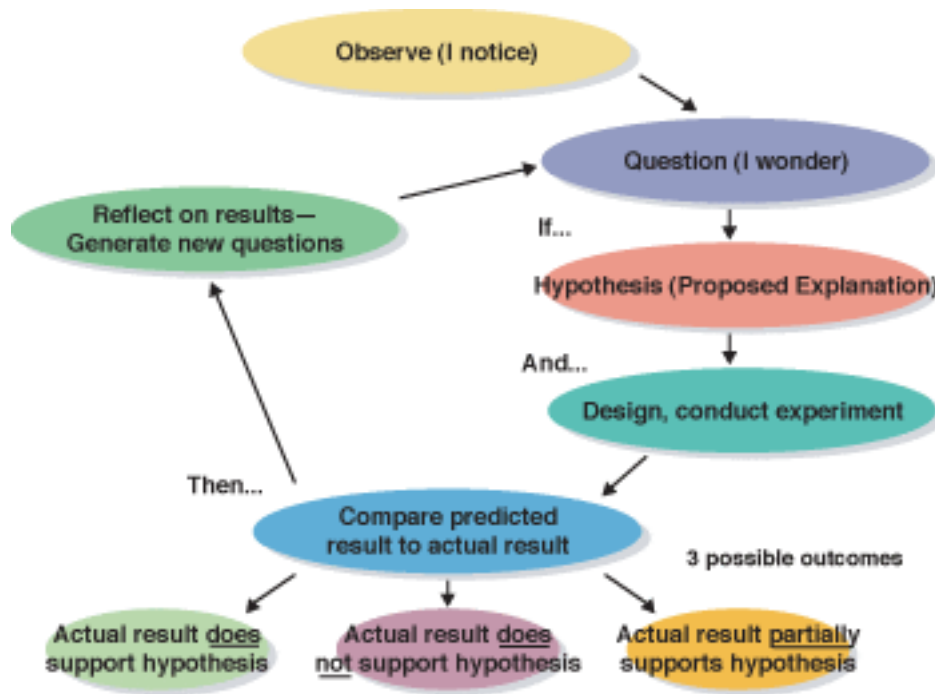 Observe (I notice)
Question (I wonder)
Reflect on results—
Generate new questions
If...
Hypothesis (Proposed Explanation)
And...
Design, conduct experiment
Then...
Compare predicted
result to actual result
3 possible outcomes
Actual result does
support hypothesis
Actual result does
not support hypothesis
Actual result partially
supports hypothesis